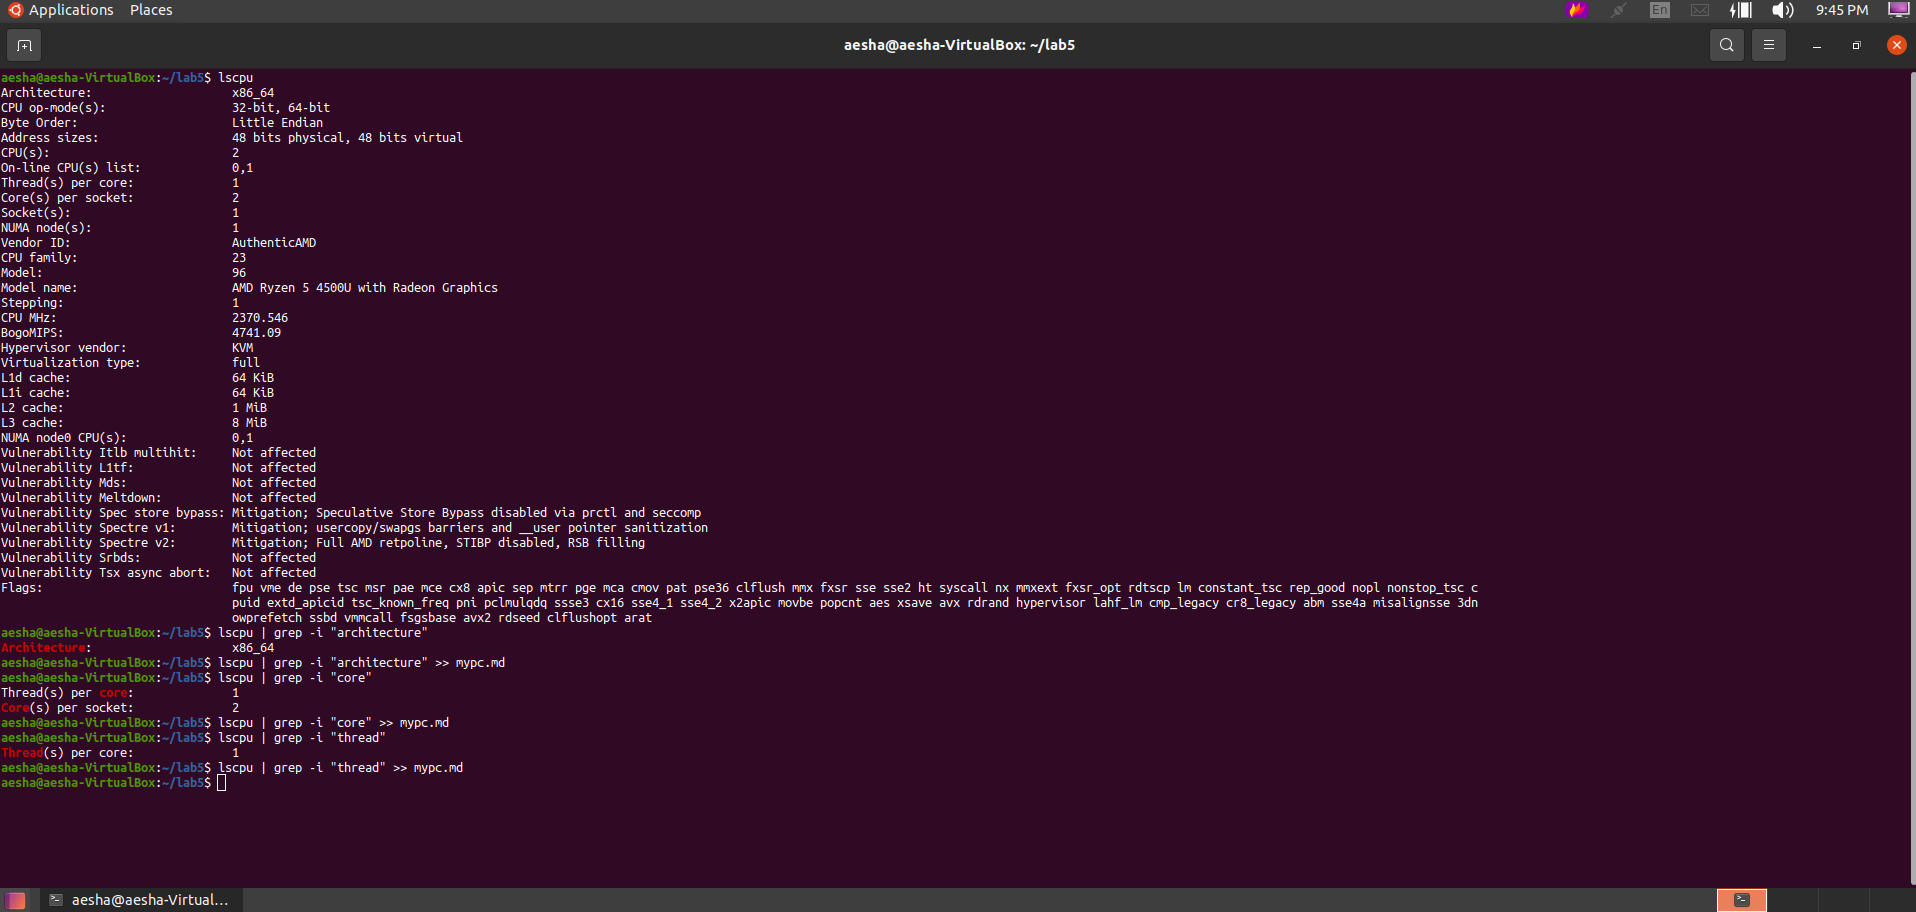 Applications Places En 9:45 PM
aesha@aesha-VirtualBox: ~/lab5
aesha@aesha-VirtualBox:~/lab5$ lscpu
Architecture: x86_64
CPU op-mode(s): 32-bit, 64-bit
Byte Order: Little Endian
Address sizes: 48 bits physical, 48 bits virtual
CPU(s): 2
On-line CPU(s) list: 0,1
Thread(s) per core: 1
Core(s) per socket: 2
Socket(s): 1
NUMA node(s): 1
Vendor ID: AuthenticAMD
CPU family: 23
Model: 96
Model name: AMD Ryzen 5 4500U with Radeon Graphics
Stepping: 1
CPU MHz: 2370.546
BogoMIPS: 4741.09
Hypervisor vendor: KVM
Virtualization type: full
L1d cache: 64 KiB
L1i cache: 64 KiB
L2 cache: 1 MiB
L3 cache: 8 MiB
NUMA node0 CPU(s): 0,1
Vulnerability Itlb multihit: Not affected
Vulnerability L1tf: Not affected
Vulnerability Mds: Not affected
Vulnerability Meltdown: Not affected
Vulnerability Spec store bypass: Mitigation; Speculative Store Bypass disabled via prctl and seccomp
Vulnerability Spectre v1: Mitigation; usercopy/swapgs barriers and __user pointer sanitization
Vulnerability Spectre v2: Mitigation; Full AMD retpoline, STIBP disabled, RSB filling
Vulnerability Srbds: Not affected
Vulnerability Tsx async abort: Not affected
Flags: fpu vme de pse tsc msr pae mce cx8 apic sep mtrr pge mca cmov pat pse36 clflush mmx fxsr sse sse2 ht syscall nx mmxext fxsr_opt rdtscp lm constant_tsc rep_good nopl nonstop_tsc c
puid extd_apicid tsc_known_freq pni pclmulqdq ssse3 cx16 sse4_1 sse4_2 x2apic movbe popcnt aes xsave avx rdrand hypervisor lahf_lm cmp_legacy cr8_legacy abm sse4a misalignsse 3dn
owprefetch ssbd vmmcall fsgsbase avx2 rdseed clflushopt arat
aesha@aesha-VirtualBox:~/lab5$ lscpu | grep -i "architecture"
Architecture: x86_64
aesha@aesha-VirtualBox:~/lab5$ lscpu | grep -i "architecture" >> mypc.md
aesha@aesha-VirtualBox:~/lab5$ lscpu | grep -i "core"
Thread(s) per core: 1
Core(s) per socket: 2
aesha@aesha-VirtualBox:~/lab5$ lscpu | grep -i "core" >> mypc.md
aesha@aesha-VirtualBox:~/lab5$ lscpu | grep -i "thread"
Thread(s) per core: 1
aesha@aesha-VirtualBox:~/lab5$ lscpu | grep -i "thread" >> mypc.md
aesha@aesha-VirtualBox:~/lab5$
aesha@aesha-Virtual...